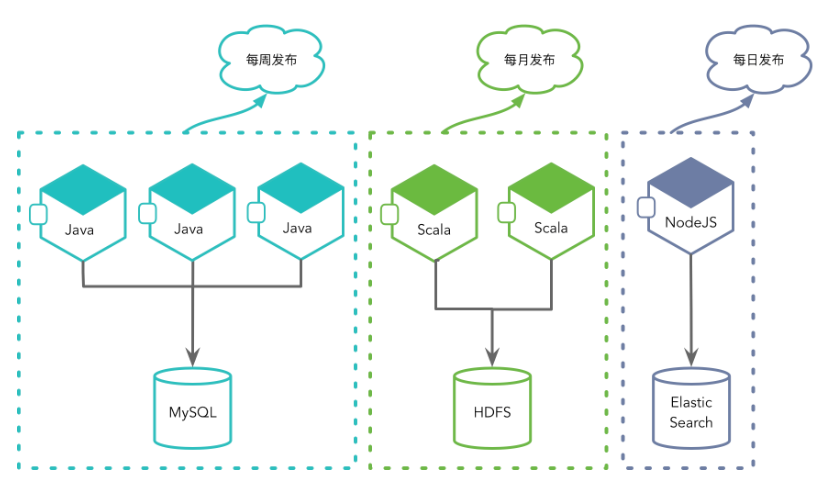 每周发布
每月发布
每日发布
Java
Java
Java
Scala
Scala
NodeJS
MySQL
HDFS
Elastic
Search